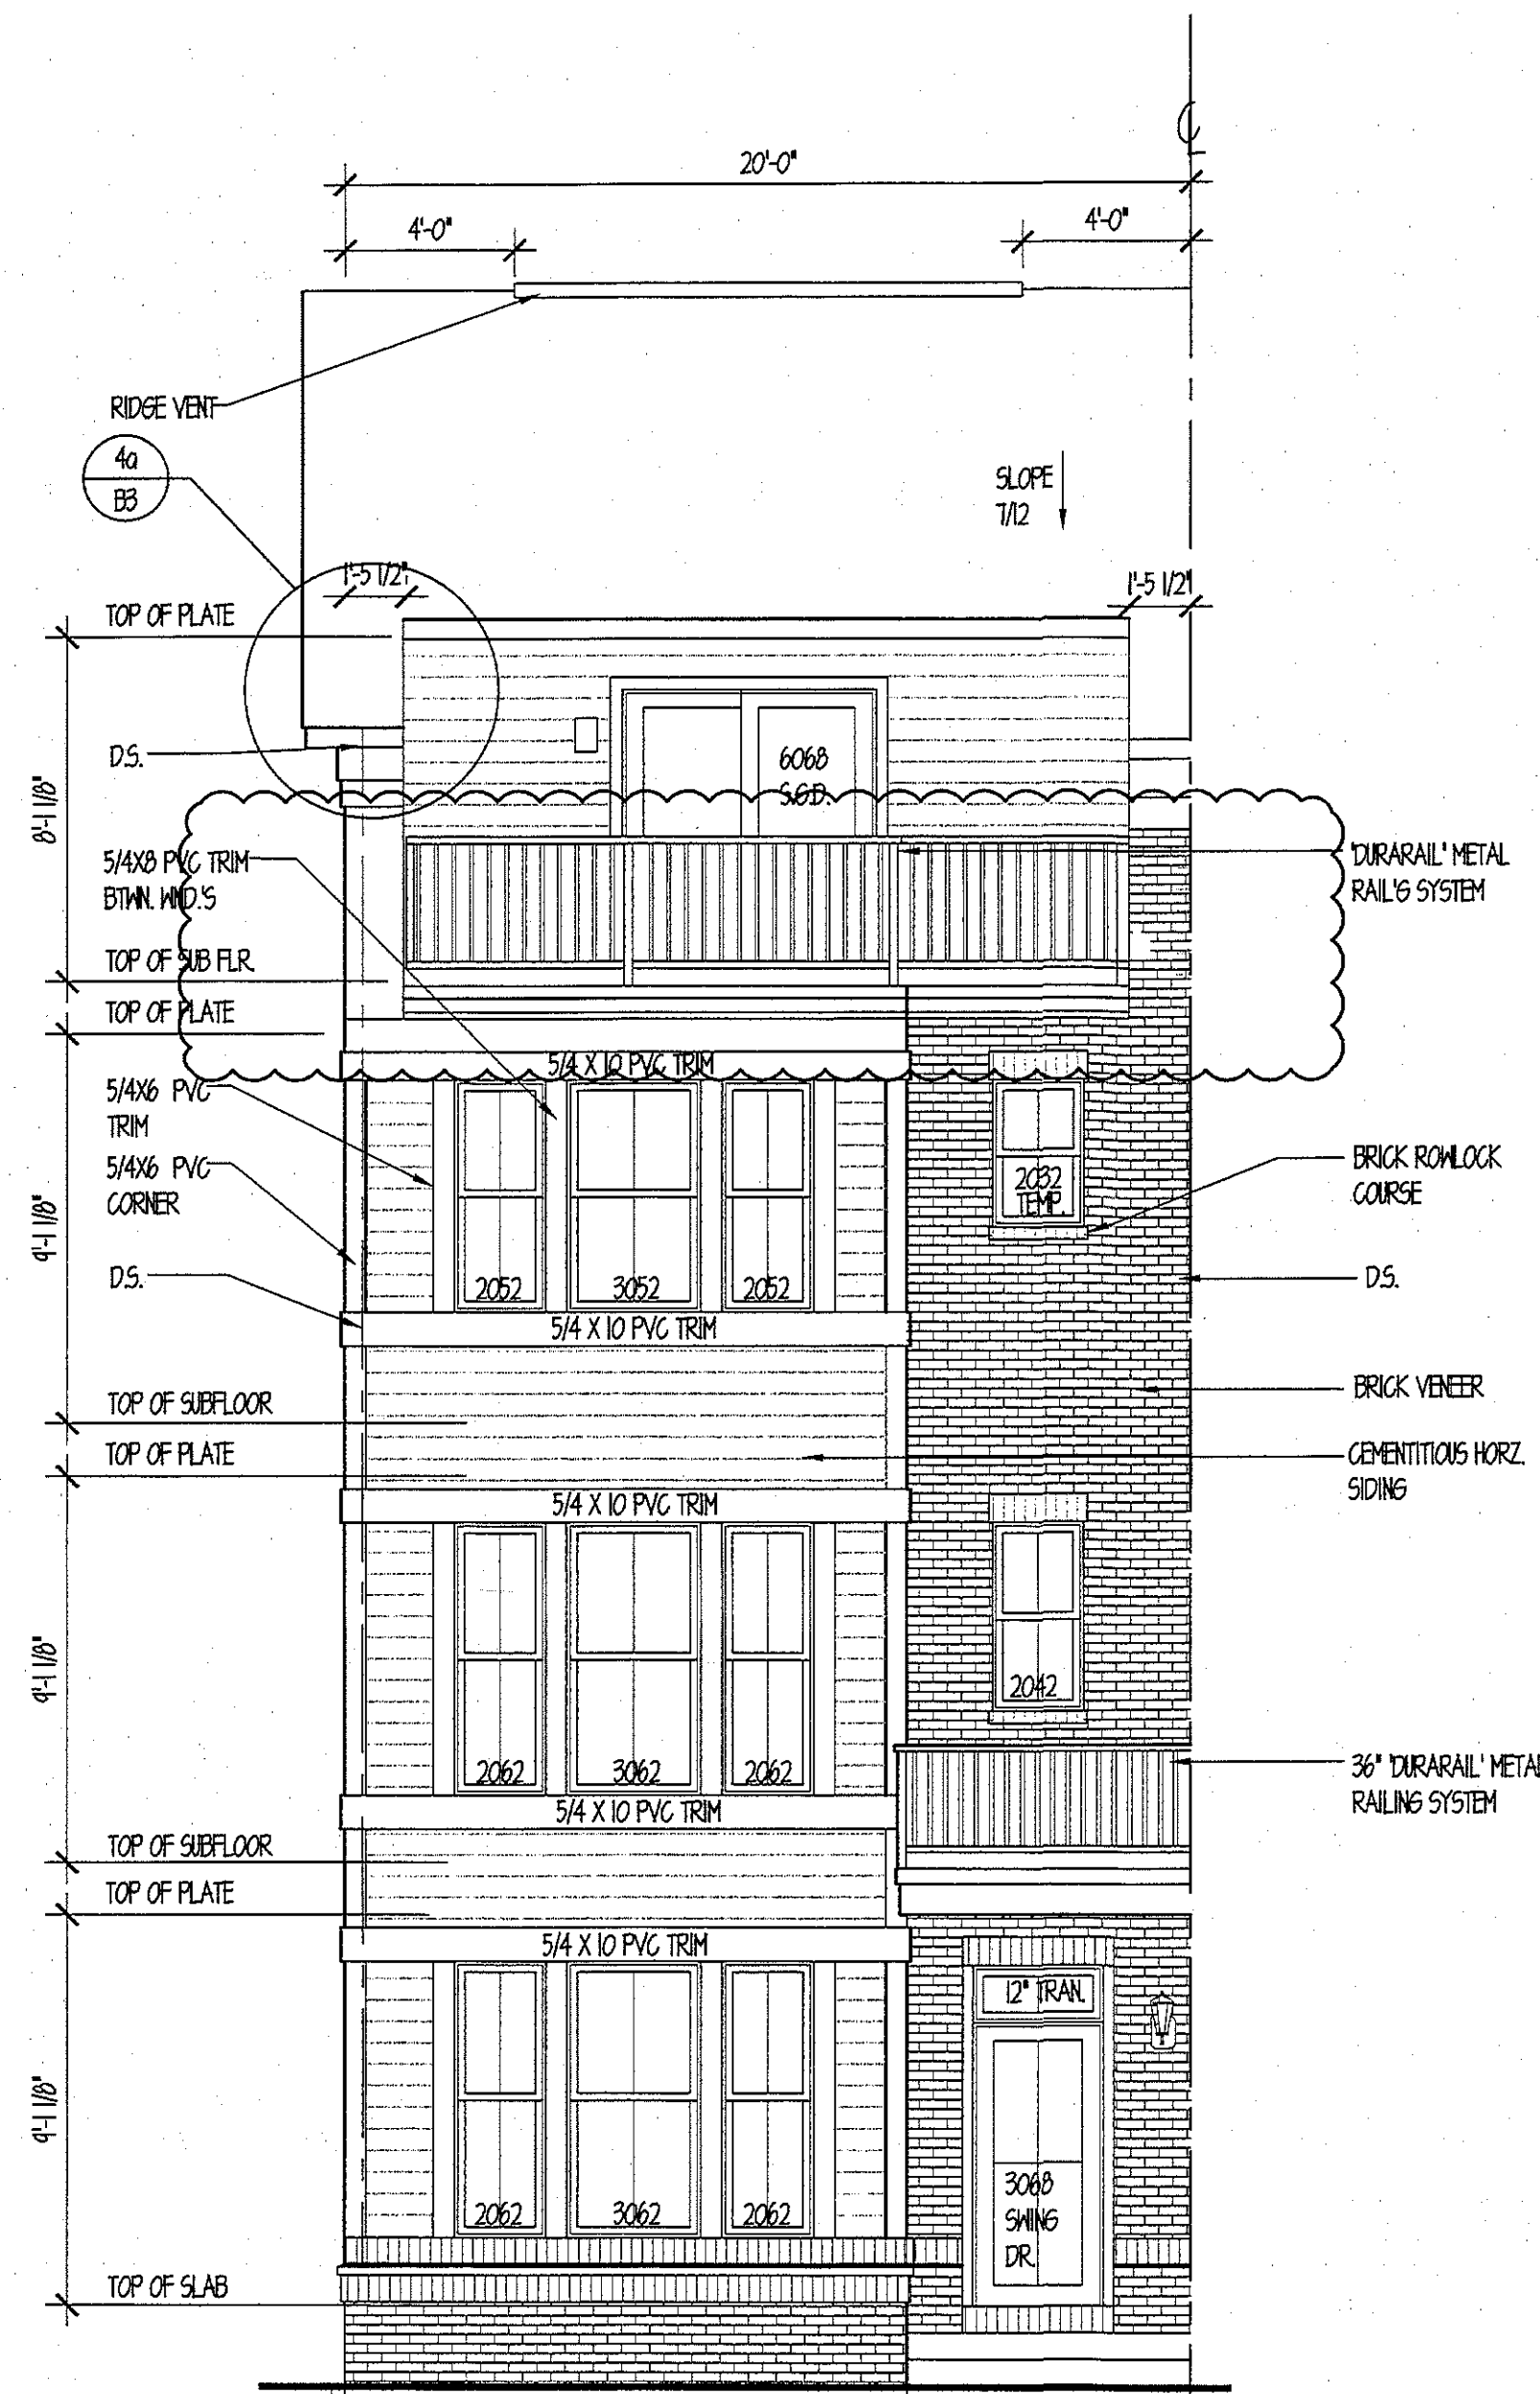 ℄
20'-0"
4'-0"
4'-0"
RIDGE VENT
4a
B3
SLOPE
7/12
1'-5 1/2"
1'-5 1/2"
TOP OF PLATE
D.S.
8'-1 1/8"
6068
S.G.D.
5/4X8 PVC TRIM
BTWN. WND.'S
'DURARAIL' METAL
RAIL'G SYSTEM
TOP OF SUB FLR.
TOP OF PLATE
5/4 X 10 PVC TRIM
5/4X6 PVC
TRIM
5/4X6 PVC
CORNER
2032
TEMP.
BRICK ROWLOCK
COURSE
9'-1 1/8"
D.S.
2052
3052
2052
D.S.
5/4 X 10 PVC TRIM
BRICK VENEER
TOP OF SUBFLOOR
TOP OF PLATE
CEMENTITIOUS HORZ.
SIDING
5/4 X 10 PVC TRIM
9'-1 1/8"
2042
2062
3062
2062
36" 'DURARAIL' METAL
RAILING SYSTEM
5/4 X 10 PVC TRIM
TOP OF SUBFLOOR
TOP OF PLATE
5/4 X 10 PVC TRIM
12" TRAN.
9'-1 1/8"
2062
3062
2062
3068
SWING
DR.
TOP OF SLAB